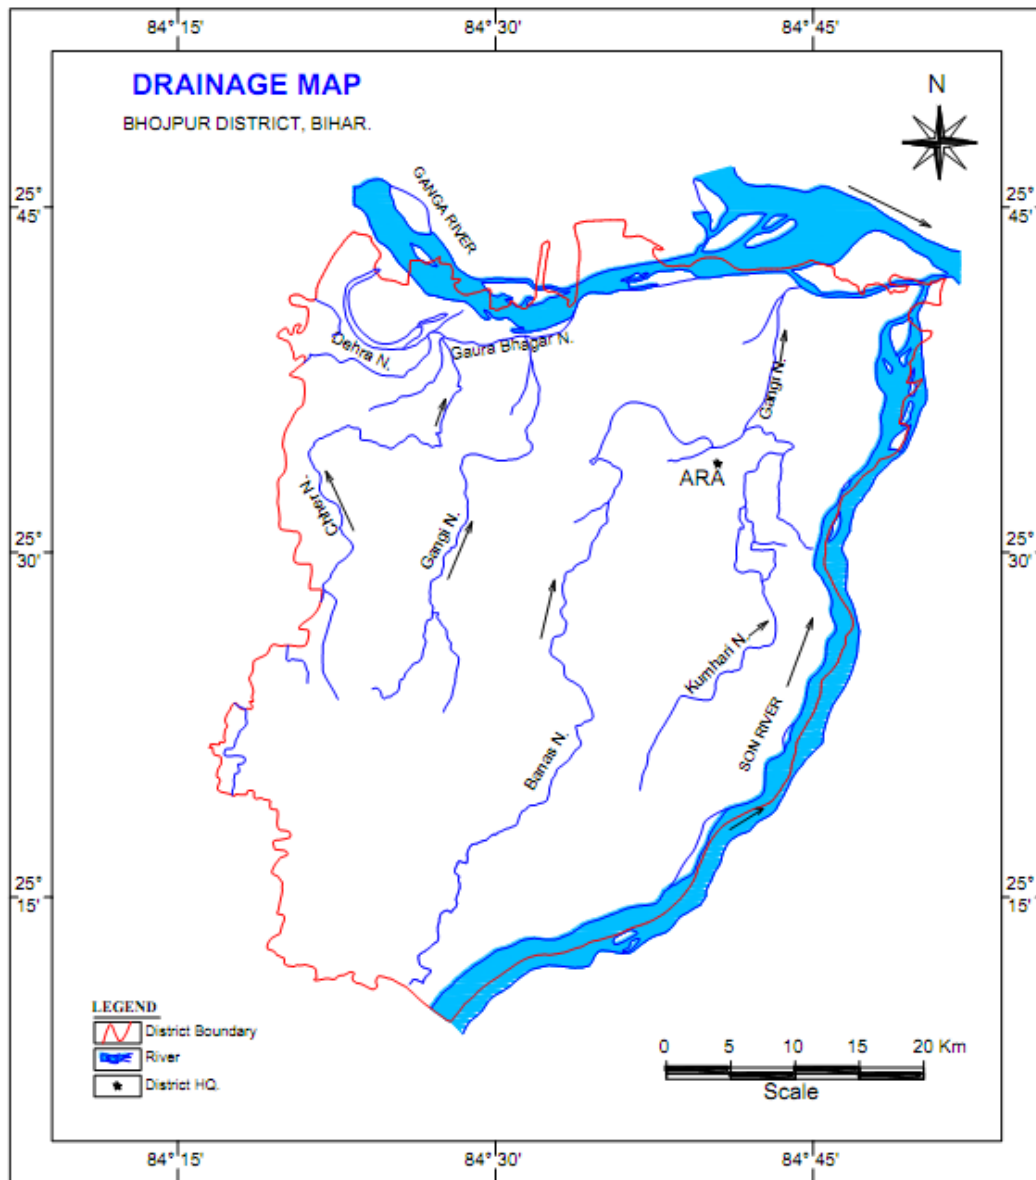 84° 15'
84° 30'
84° 45'
DRAINAGE MAP
BHOJPUR DISTRICT, BIHAR.
N
25°
45'
25°
45'
GANGA RIVER
Dehra N.
Gaura Bhagar N.
Gangi N.
ARA
Chher N.
Gangi N.
25°
30'
25°
30'
Kumhari N.
SON RIVER
Banas N.
25°
15'
25°
15'
LEGEND
District Boundary
River
District HQ.
0 5 10 15 20 Km
Scale
84° 15'
84° 30'
84° 45'